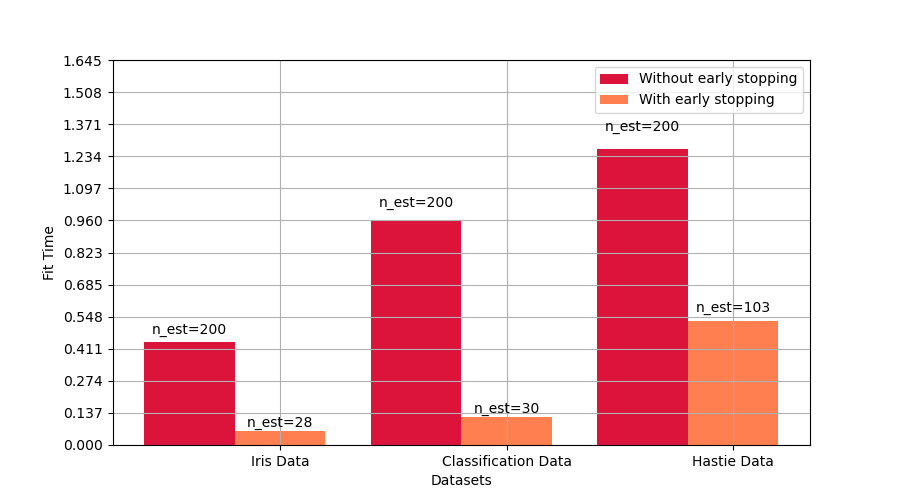 1.645
1.508
1.371
1.234
1.097
0.960
0.823
0.685
0.548
0.411
0.274
0.137
0.000
Fit Time
Without early stopping
With early stopping
n_est=200
n_est=28
n_est=200
n_est=30
n_est=200
n_est=103
Iris Data
Classification Data
Hastie Data
Datasets